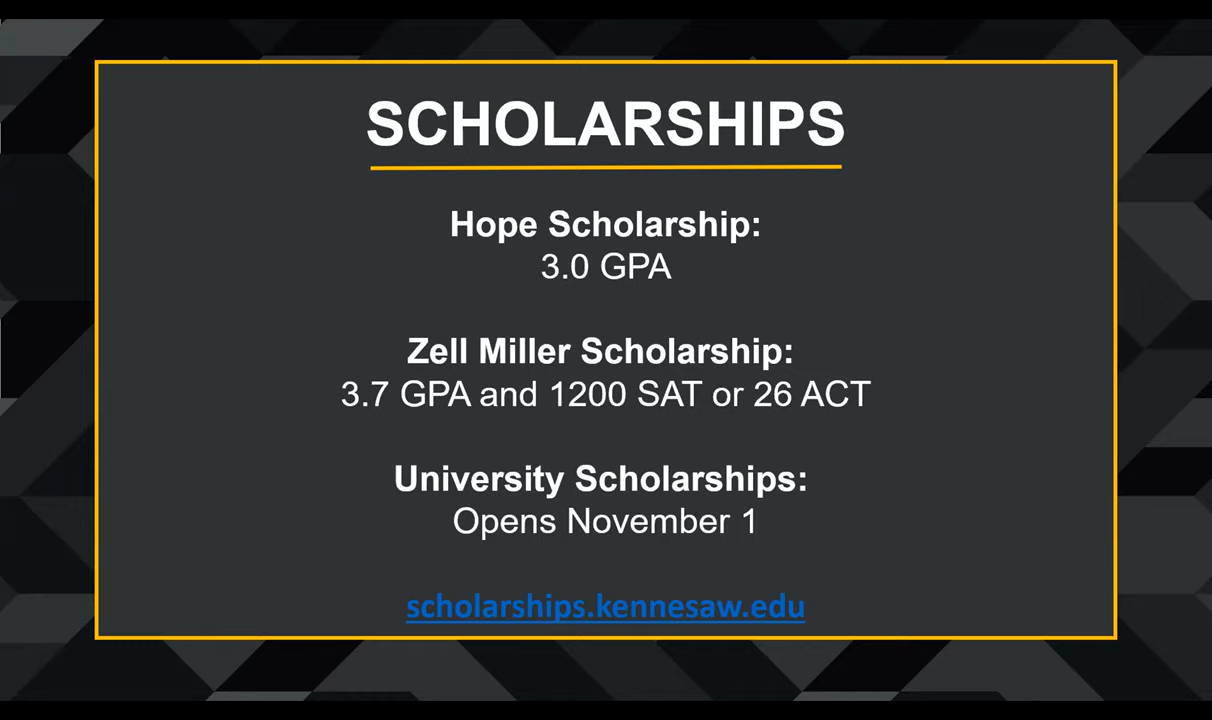 SCHOLARSHIPS
Hope Scholarship:
3.0 GPA
Zell Miller Scholarship:
3.7 GPA and 1200 SAT or 26 ACT
University Scholarships:
Opens November 1
scholarships.kennesaw.edu